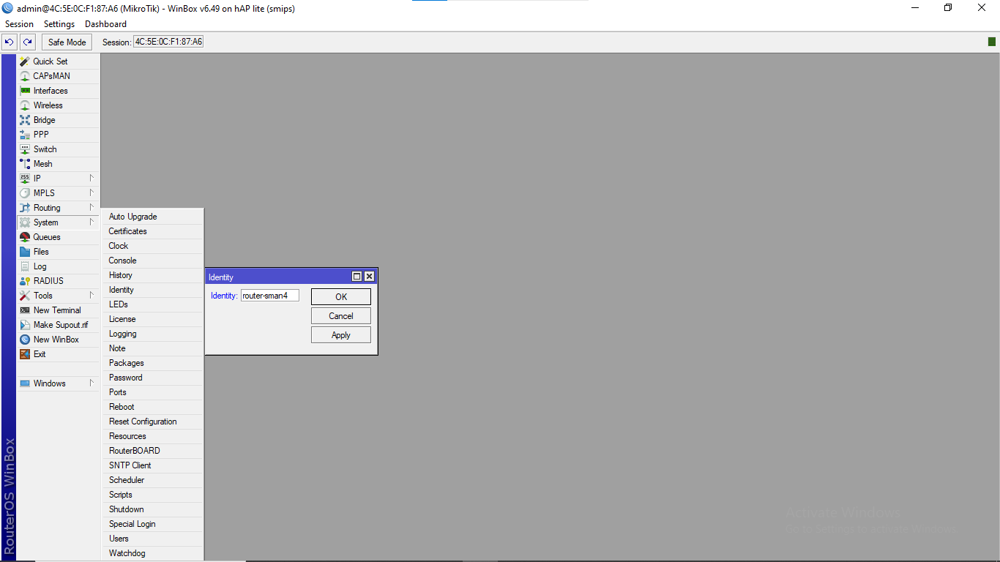 admin@4C:5E:0C:F1:87:A6 (MikroTik) - WinBox v6.49 on hAP lite (smips)
Session Settings Dashboard
Safe Mode Session: 4C:5E:0C:F1:87:A6
Quick Set
CAPsMAN
Interfaces
Wireless
Bridge
PPP
Switch
Mesh
IP
MPLS
Routing
System
Queues
Files
Log
RADIUS
Tools
New Terminal
Make Supout.rif
New WinBox
Exit
Windows
RouterOS WinBox
Auto Upgrade
Certificates
Clock
Console
History
Identity
LEDs
License
Logging
Note
Packages
Password
Ports
Reboot
Reset Configuration
Resources
RouterBOARD
SNTP Client
Scheduler
Scripts
Shutdown
Special Login
Users
Watchdog
Identity
Identity: router-sman4
OK
Cancel
Apply
Activate Windows
Go to Settings to activate Windows.